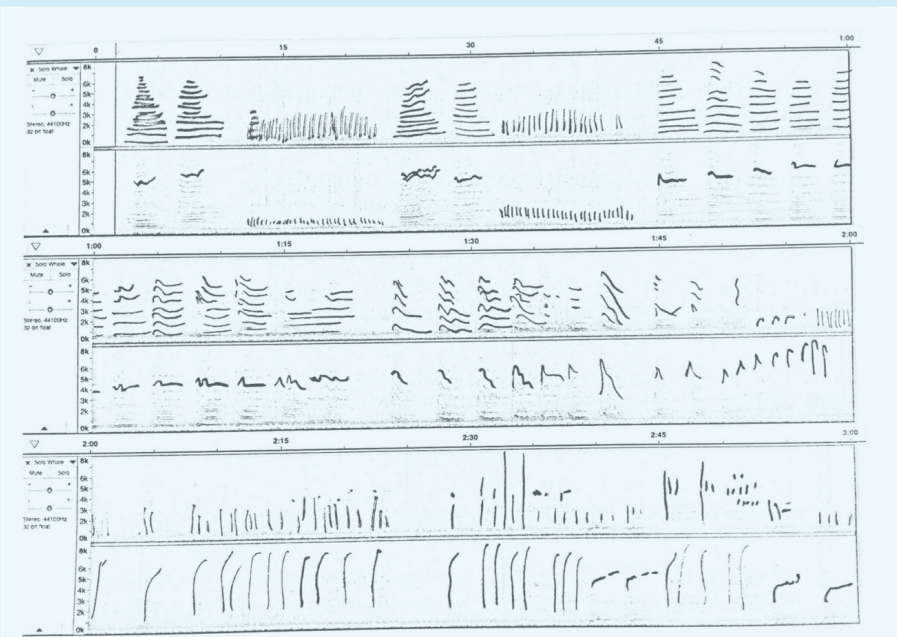 0 15 30 45 1:00
Solo Whale
Mute Solo
Stereo, 44100Hz
32 bit float
8k
6k
5k
4k
3k
2k
0k
8k
6k
5k
4k
3k
2k
0k
1:00 1:15 1:30 1:45 2:00
Solo Whale
Mute Solo
Stereo, 44100Hz
32 bit float
8k
6k
5k
4k
3k
2k
0k
8k
6k
5k
4k
3k
2k
0k
2:00 2:15 2:30 2:45 3:00
Solo Whale
Mute Solo
Stereo, 44100Hz
32 bit float
8k
6k
5k
4k
3k
2k
0k
8k
6k
5k
4k
3k
2k
0k